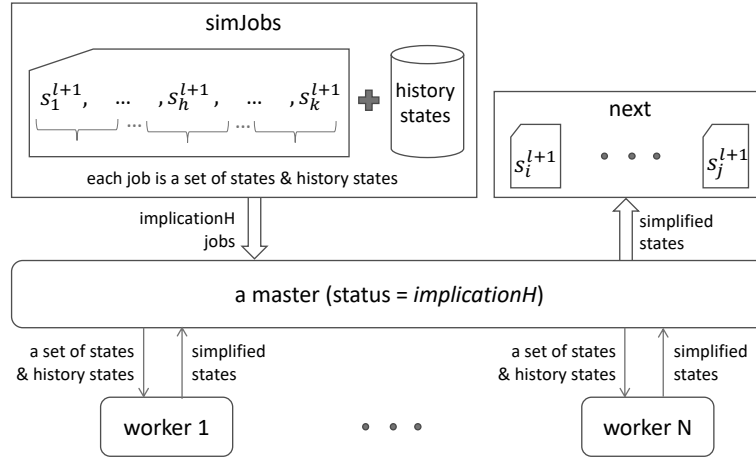 simJobs
s_1^{l+1}, ... , s_h^{l+1}, ... , s_k^{l+1}
... ...
history
states
each job is a set of states & history states
next
s_i^{l+1} • • • s_j^{l+1}
implicationH
jobs
simplified
states
a master (status = implicationH)
a set of states
& history states
simplified
states
a set of states
& history states
simplified
states
worker 1 • • • worker N